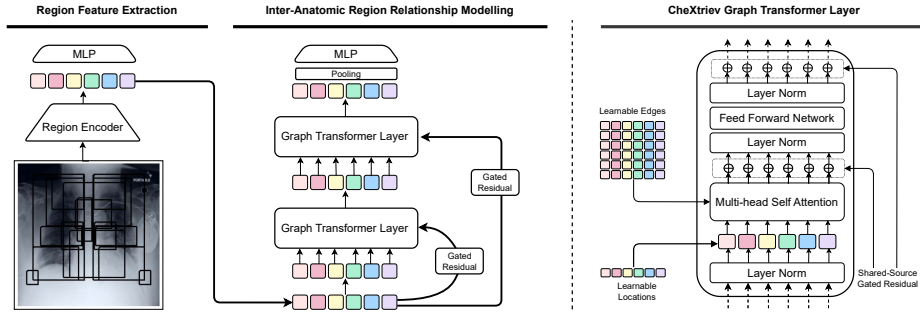 Region Feature Extraction
MLP
Region Encoder
Inter-Anatomic Region Relationship Modelling
MLP
Pooling
Graph Transformer Layer
Gated
Residual
Graph Transformer Layer
Gated
Residual
CheXtriev Graph Transformer Layer
Layer Norm
Learnable Edges
Feed Forward Network
Layer Norm
Multi-head Self Attention
Layer Norm
Learnable
Locations
Shared-Source
Gated Residual